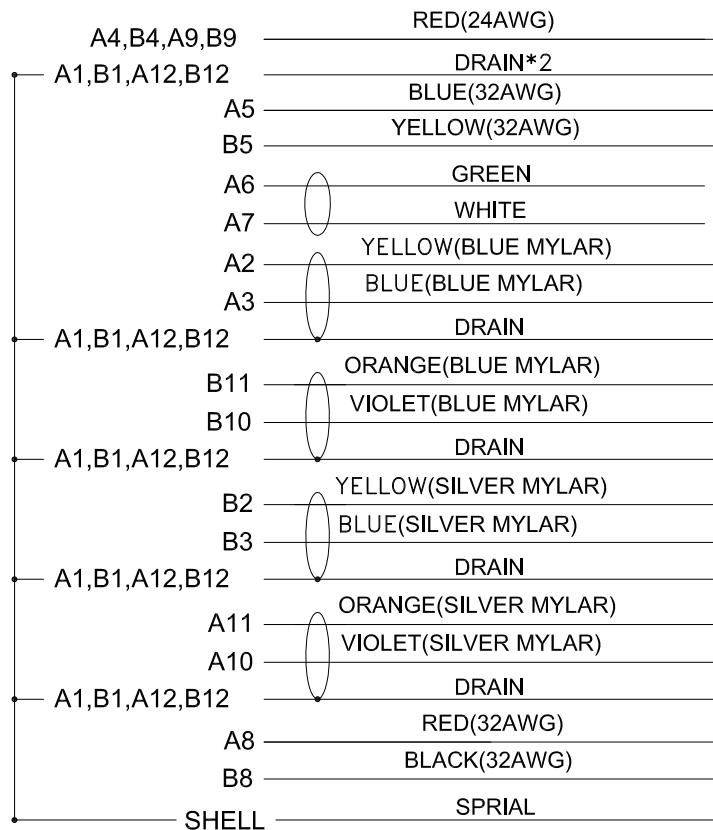 A4,B4,A9,B9 RED(24AWG)
A1,B1,A12,B12 DRAIN*2
A5 BLUE(32AWG)
B5 YELLOW(32AWG)
A6 GREEN
A7 WHITE
A2 YELLOW(BLUE MYLAR)
A3 BLUE(BLUE MYLAR)
A1,B1,A12,B12 DRAIN
B11 ORANGE(BLUE MYLAR)
B10 VIOLET(BLUE MYLAR)
A1,B1,A12,B12 DRAIN
B2 YELLOW(SILVER MYLAR)
B3 BLUE(SILVER MYLAR)
A1,B1,A12,B12 DRAIN
A11 ORANGE(SILVER MYLAR)
A10 VIOLET(SILVER MYLAR)
A1,B1,A12,B12 DRAIN
A8 RED(32AWG)
B8 BLACK(32AWG)
SHELL SPRIAL